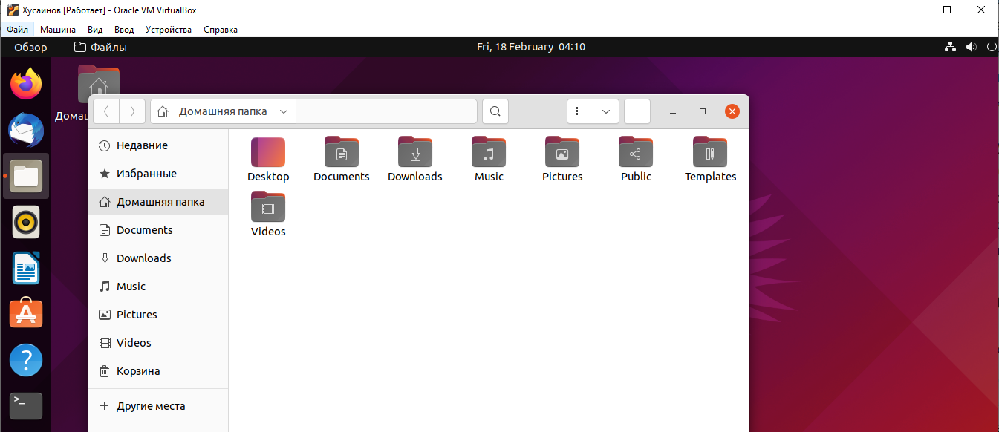 Хусаинов [Работает] - Oracle VM VirtualBox
Файл Машина Вид Ввод Устройства Справка
Обзор Файлы Fri, 18 February 04:10
Домашняя папка
Домаш
Недавние
Избранные
Домашняя папка
Documents
Downloads
Music
Pictures
Videos
Корзина
Другие места
Desktop Documents Downloads Music Pictures Public Templates
Videos